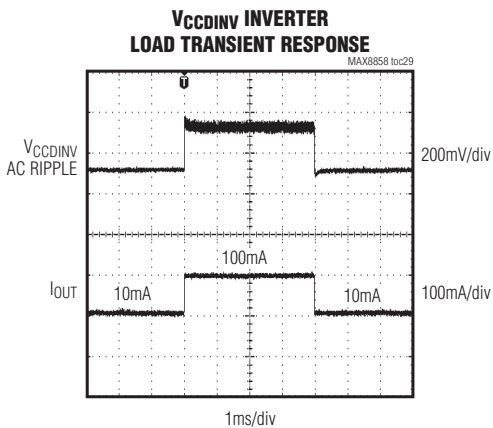 VCCDINV INVERTER
LOAD TRANSIENT RESPONSE
MAX8858 toc29
T
VCCDINV
AC RIPPLE
200mV/div
100mA
IOUT
10mA
10mA
100mA/div
1ms/div